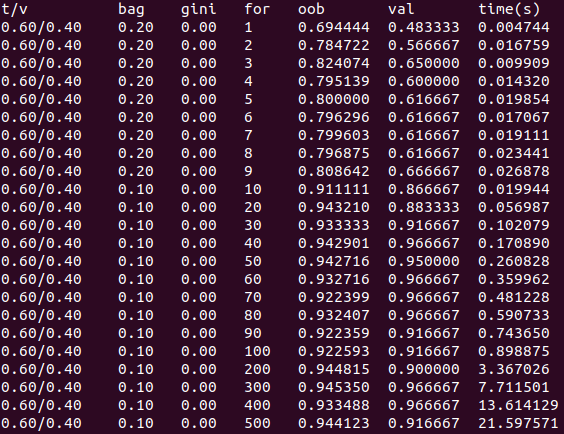 t/v bag gini for oob val time(s)
0.60/0.40 0.20 0.00 1 0.694444 0.483333 0.004744
0.60/0.40 0.20 0.00 2 0.784722 0.566667 0.016759
0.60/0.40 0.20 0.00 3 0.824074 0.650000 0.009909
0.60/0.40 0.20 0.00 4 0.795139 0.600000 0.014320
0.60/0.40 0.20 0.00 5 0.800000 0.616667 0.019854
0.60/0.40 0.20 0.00 6 0.796296 0.616667 0.017067
0.60/0.40 0.20 0.00 7 0.799603 0.616667 0.019111
0.60/0.40 0.20 0.00 8 0.796875 0.616667 0.023441
0.60/0.40 0.20 0.00 9 0.808642 0.666667 0.026878
0.60/0.40 0.10 0.00 10 0.911111 0.866667 0.019944
0.60/0.40 0.10 0.00 20 0.943210 0.883333 0.056987
0.60/0.40 0.10 0.00 30 0.933333 0.916667 0.102079
0.60/0.40 0.10 0.00 40 0.942901 0.966667 0.170890
0.60/0.40 0.10 0.00 50 0.942716 0.950000 0.260828
0.60/0.40 0.10 0.00 60 0.932716 0.966667 0.359962
0.60/0.40 0.10 0.00 70 0.922399 0.966667 0.481228
0.60/0.40 0.10 0.00 80 0.932407 0.966667 0.590733
0.60/0.40 0.10 0.00 90 0.922359 0.916667 0.743650
0.60/0.40 0.10 0.00 100 0.922593 0.916667 0.898875
0.60/0.40 0.10 0.00 200 0.944815 0.900000 3.367026
0.60/0.40 0.10 0.00 300 0.945350 0.966667 7.711501
0.60/0.40 0.10 0.00 400 0.933488 0.966667 13.614129
0.60/0.40 0.10 0.00 500 0.944123 0.916667 21.597571